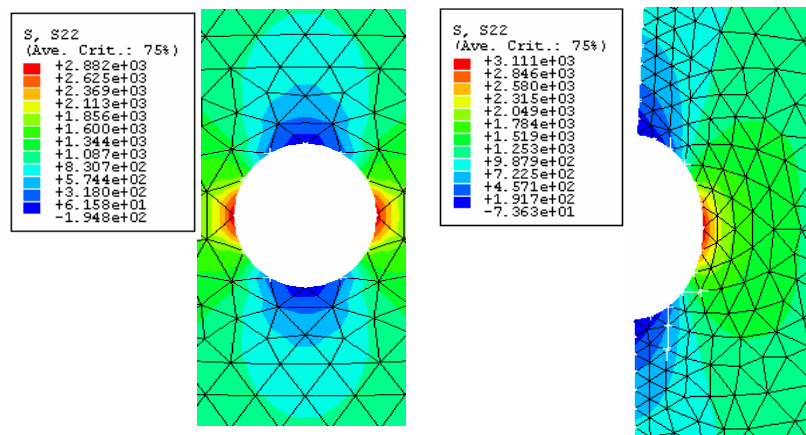 S, S22
(Ave. Crit.: 75%)
+2.882e+03
+2.625e+03
+2.369e+03
+2.113e+03
+1.856e+03
+1.600e+03
+1.344e+03
+1.087e+03
+8.307e+02
+5.744e+02
+3.180e+02
+6.158e+01
-1.948e+02
S, S22
(Ave. Crit.: 75%)
+3.111e+03
+2.846e+03
+2.580e+03
+2.315e+03
+2.049e+03
+1.784e+03
+1.519e+03
+1.253e+03
+9.879e+02
+7.225e+02
+4.571e+02
+1.917e+02
-7.363e+01